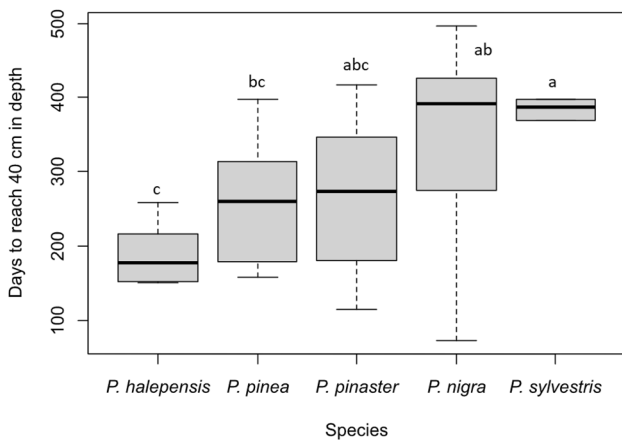 500
400
300
200
100
Days to reach 40 cm in depth
c
bc
abc
ab
a
P. halepensis P. pinea P. pinaster P. nigra P. sylvestris
Species